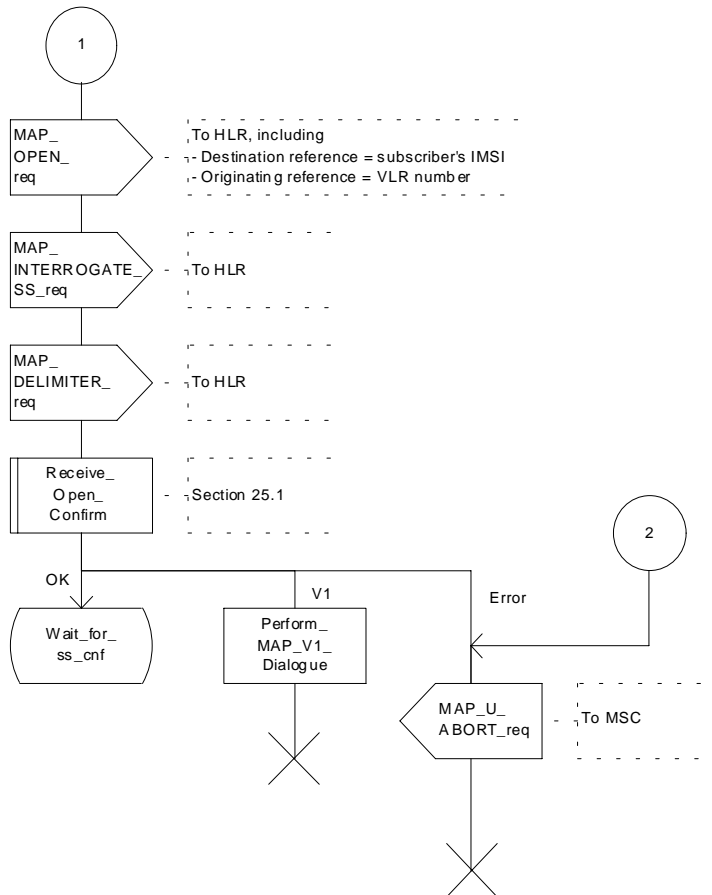 1
MAP_
OPEN_
req
To HLR, including
- Destination reference = subscriber's IMSI
- Originating reference = VLR number
MAP_
INTERROGATE_
SS_req
To HLR
MAP_
DELIMITER_
req
To HLR
Receive_
Open_
Confirm
Section 25.1
2
OK
V1
Error
Wait_for_
ss_cnf
Perform_
MAP_V1_
Dialogue
MAP_U_
ABORT_req
To MSC